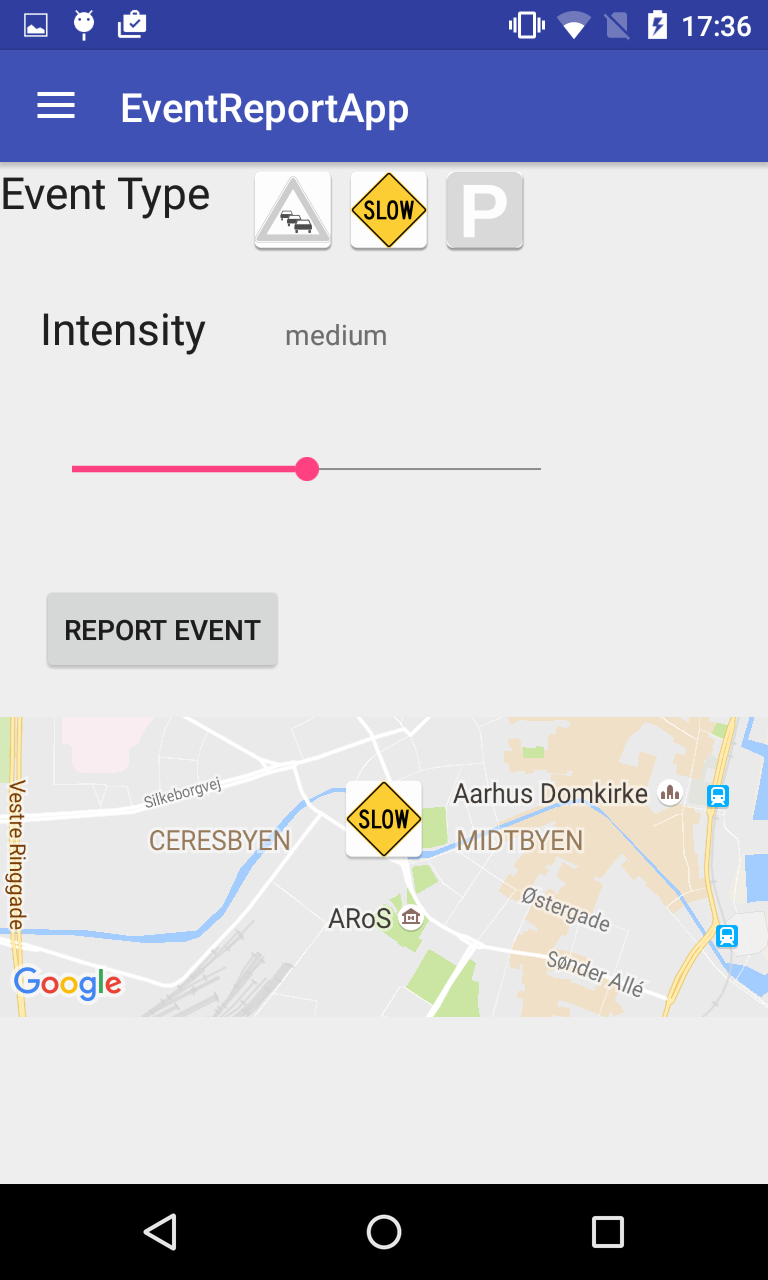 17:36
EventReportApp
Event Type
SLOW
P
Intensity
medium
REPORT EVENT
Silkeborgvej
Vestre Ringgade
SLOW
Aarhus Domkirke
CERESBYEN
MIDTBYEN
ARoS
Østergade
Sønder Allé
Google